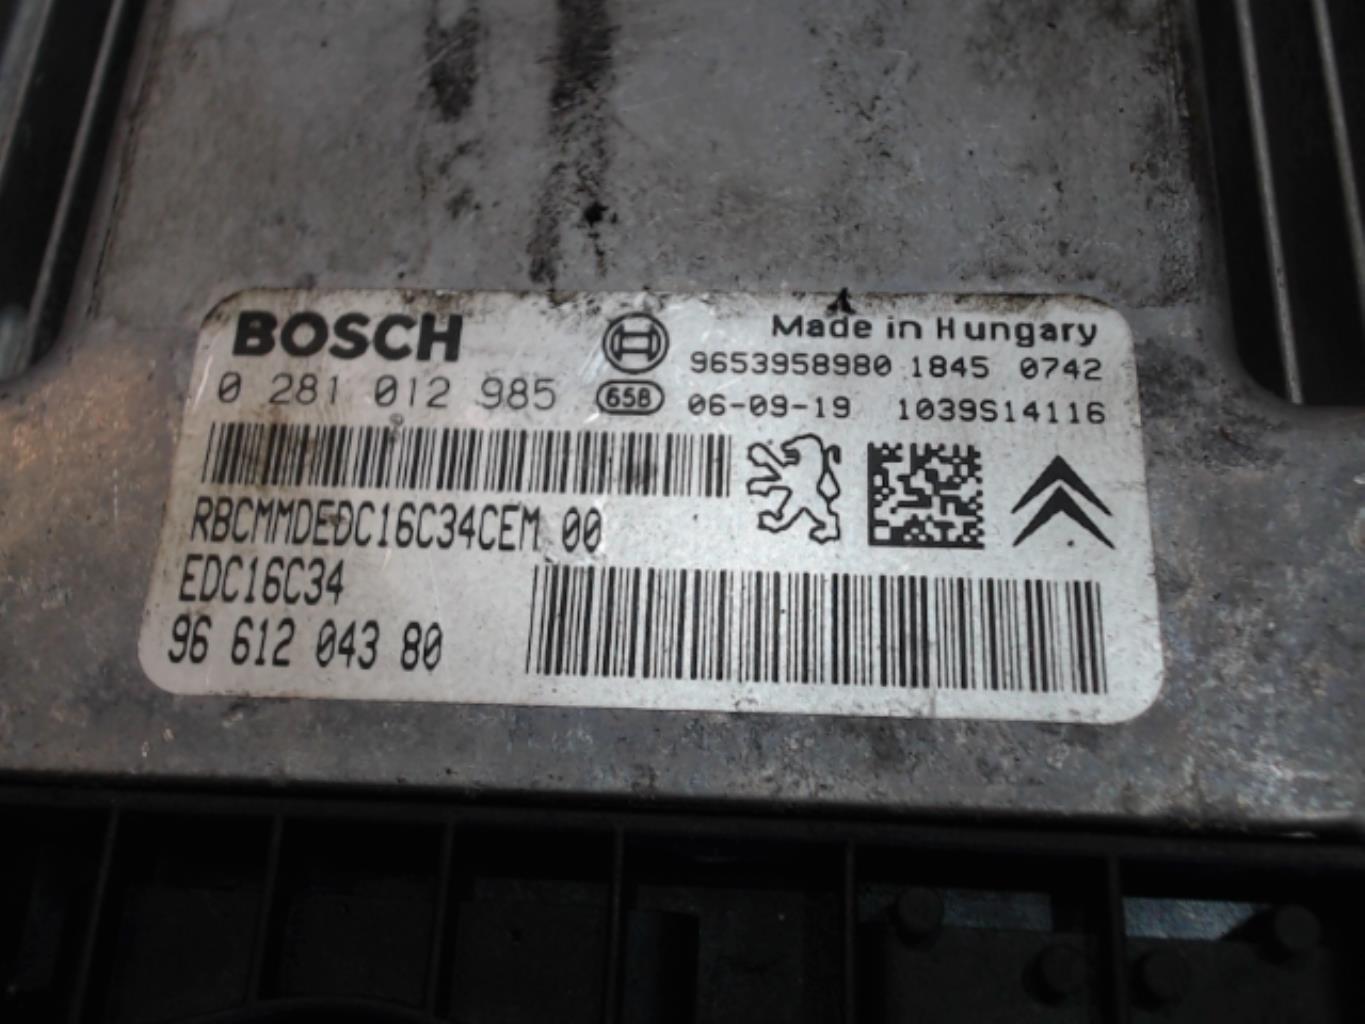 BOSCH
Made in Hungary
0 281 012 985
658
9653958980 1845 0742
06-09-19 1039S14116
RBCMMDEDC16C34CEM 00
EDC16C34
96 612 043 80